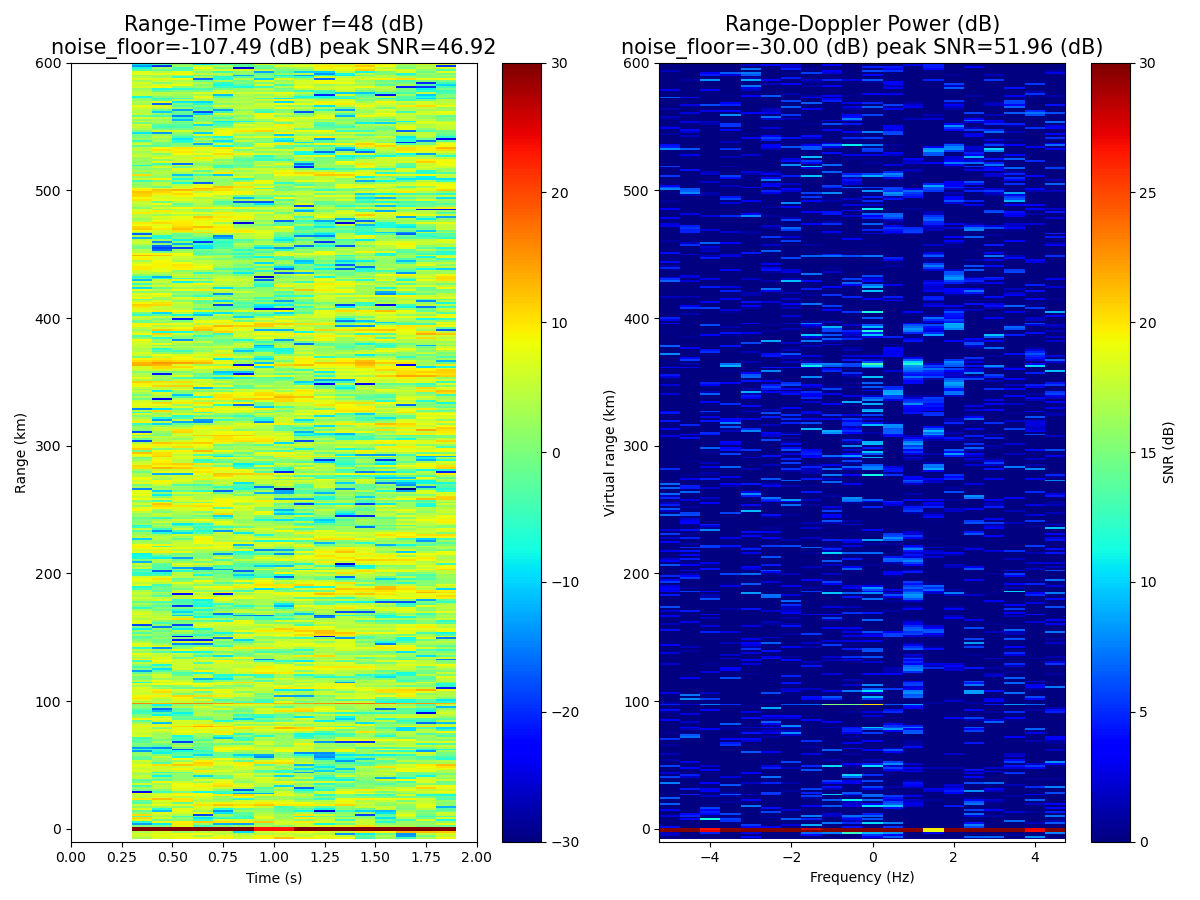 Range-Time Power f=48 (dB)
noise_floor=-107.49 (dB) peak SNR=46.92
600
500
400
300
200
100
0
Range (km)
0.00 0.25 0.50 0.75 1.00 1.25 1.50 1.75 2.00
Time (s)
30
20
10
0
−10
−20
−30
Range-Doppler Power (dB)
noise_floor=-30.00 (dB) peak SNR=51.96 (dB)
600
500
400
300
200
100
0
Virtual range (km)
−4 −2 0 2 4
Frequency (Hz)
30
25
20
15
10
5
0
SNR (dB)